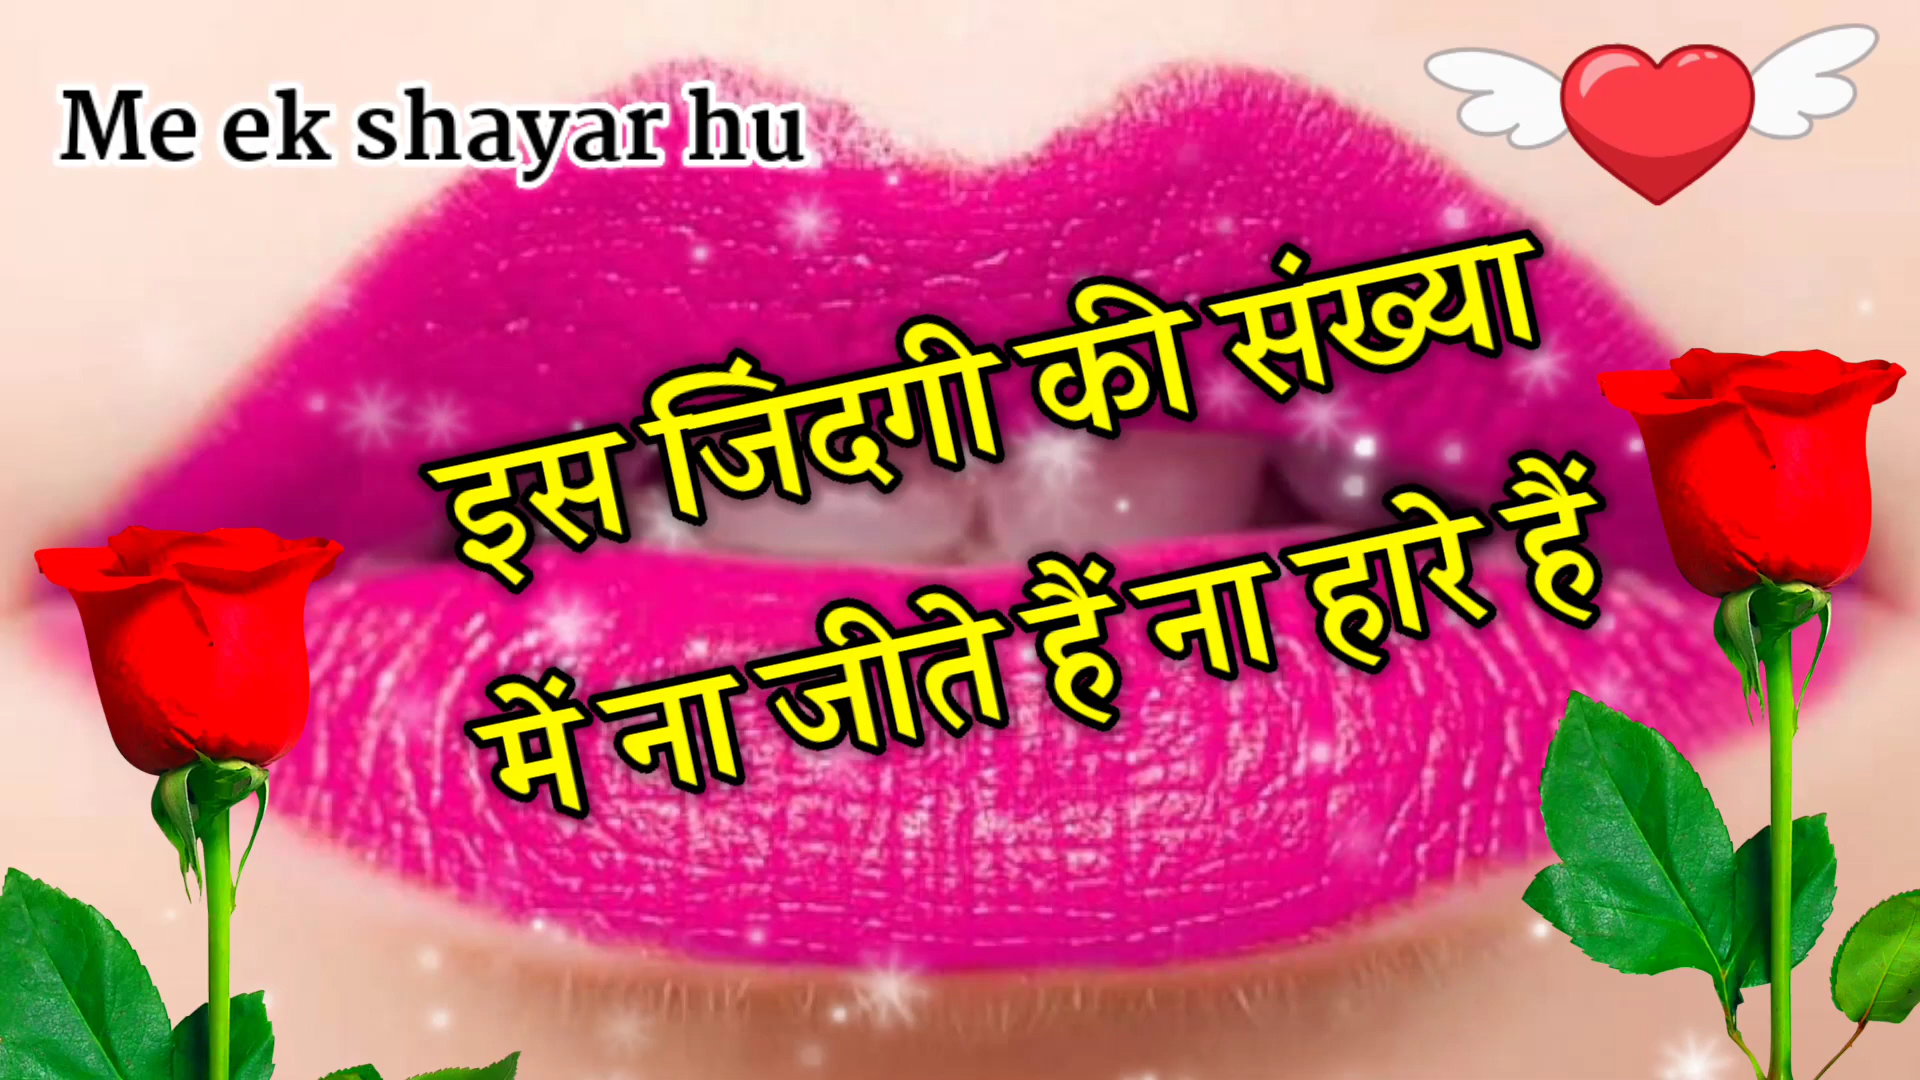 Me ek shayar hu
इस जिंदगी की संख्या
में ना जीते हैं ना हारे हैं